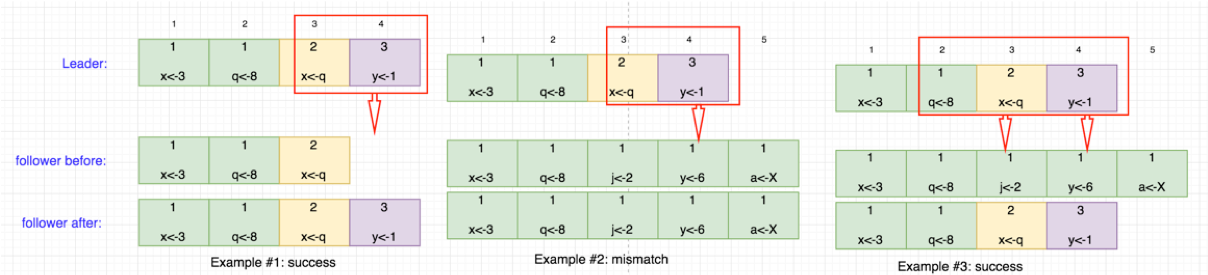 1 2 3 4
Leader:
1 1 2 3
x<-3 q<-8 x<-q y<-1
follower before:
1 1 2
x<-3 q<-8 x<-q
follower after:
1 1 2 3
x<-3 q<-8 x<-q y<-1
Example #1: success
1 2 3 4 5
1 1 2 3
x<-3 q<-8 x<-q y<-1
1 1 1 1 1
x<-3 q<-8 j<-2 y<-6 a<-X
1 1 1 1 1
x<-3 q<-8 j<-2 y<-6 a<-X
Example #2: mismatch
1 2 3 4 5
1 1 2 3
x<-3 q<-8 x<-q y<-1
1 1 1 1 1
x<-3 q<-8 j<-2 y<-6 a<-X
1 1 2 3
x<-3 q<-8 x<-q y<-1
Example #3: success